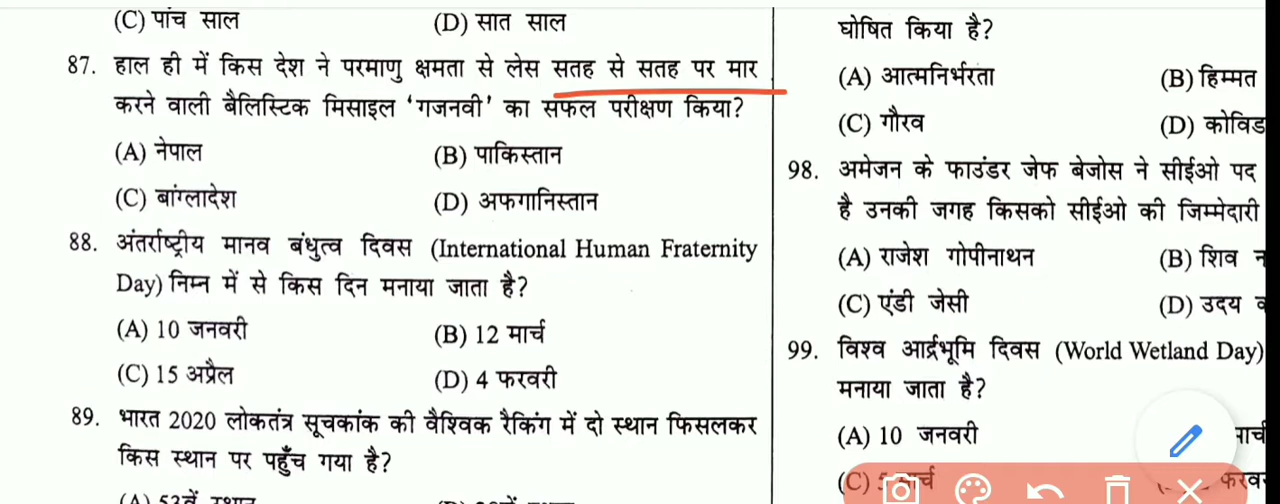 (C) पांच साल (D) सात साल
87. हाल ही में किस देश ने परमाणु क्षमता से लेस सतह से सतह पर मार
करने वाली बैलिस्टिक मिसाइल ‘गजनवी’ का सफल परीक्षण किया?
(A) नेपाल (B) पाकिस्तान
(C) बांग्लादेश (D) अफगानिस्तान
88. अंतर्राष्ट्रीय मानव बंधुत्व दिवस (International Human Fraternity
Day) निम्न में से किस दिन मनाया जाता है?
(A) 10 जनवरी (B) 12 मार्च
(C) 15 अप्रैल (D) 4 फरवरी
89. भारत 2020 लोकतंत्र सूचकांक की वैश्विक रैकिंग में दो स्थान फिसलकर
किस स्थान पर पहुँच गया है?
(A) 53वें स्थान
घोषित किया है?
(A) आत्मनिर्भरता (B) हिम्मत
(C) गौरव (D) कोविड
98. अमेजन के फाउंडर जेफ बेजोस ने सीईओ पद
है उनकी जगह किसको सीईओ की जिम्मेदारी
(A) राजेश गोपीनाथन (B) शिव
(C) एंडी जेसी (D) उदय
99. विश्व आर्द्रभूमि दिवस (World Wetland Day)
मनाया जाता है?
(A) 10 जनवरी
(C)